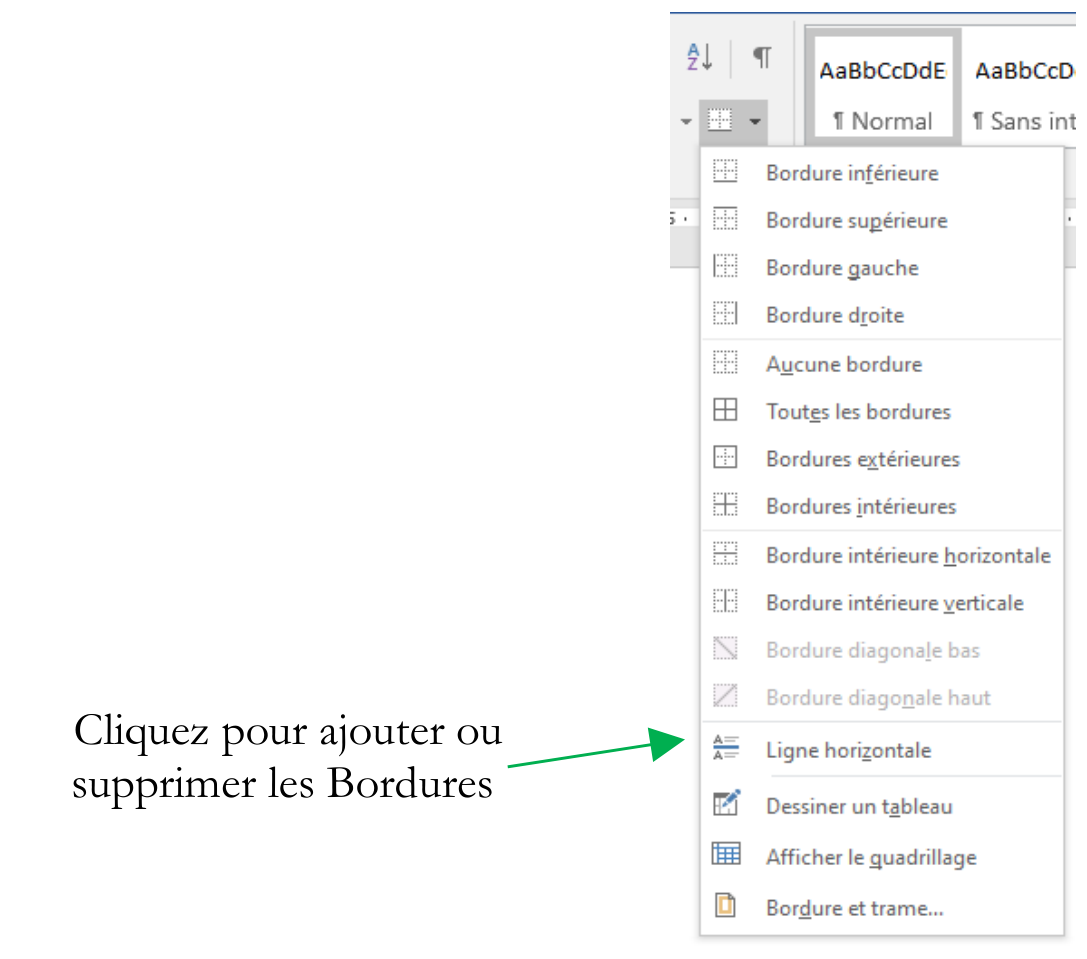 A
Z
¶
AaBbCcDdE
AaBbCcD
¶ Normal
¶ Sans int
Bordure inférieure
Bordure supérieure
Bordure gauche
Bordure droite
Aucune bordure
Toutes les bordures
Bordures extérieures
Bordures intérieures
Bordure intérieure horizontale
Bordure intérieure verticale
Bordure diagonale bas
Bordure diagonale haut
Ligne horizontale
Dessiner un tableau
Afficher le quadrillage
Bordure et trame...
Cliquez pour ajouter ou
supprimer les Bordures